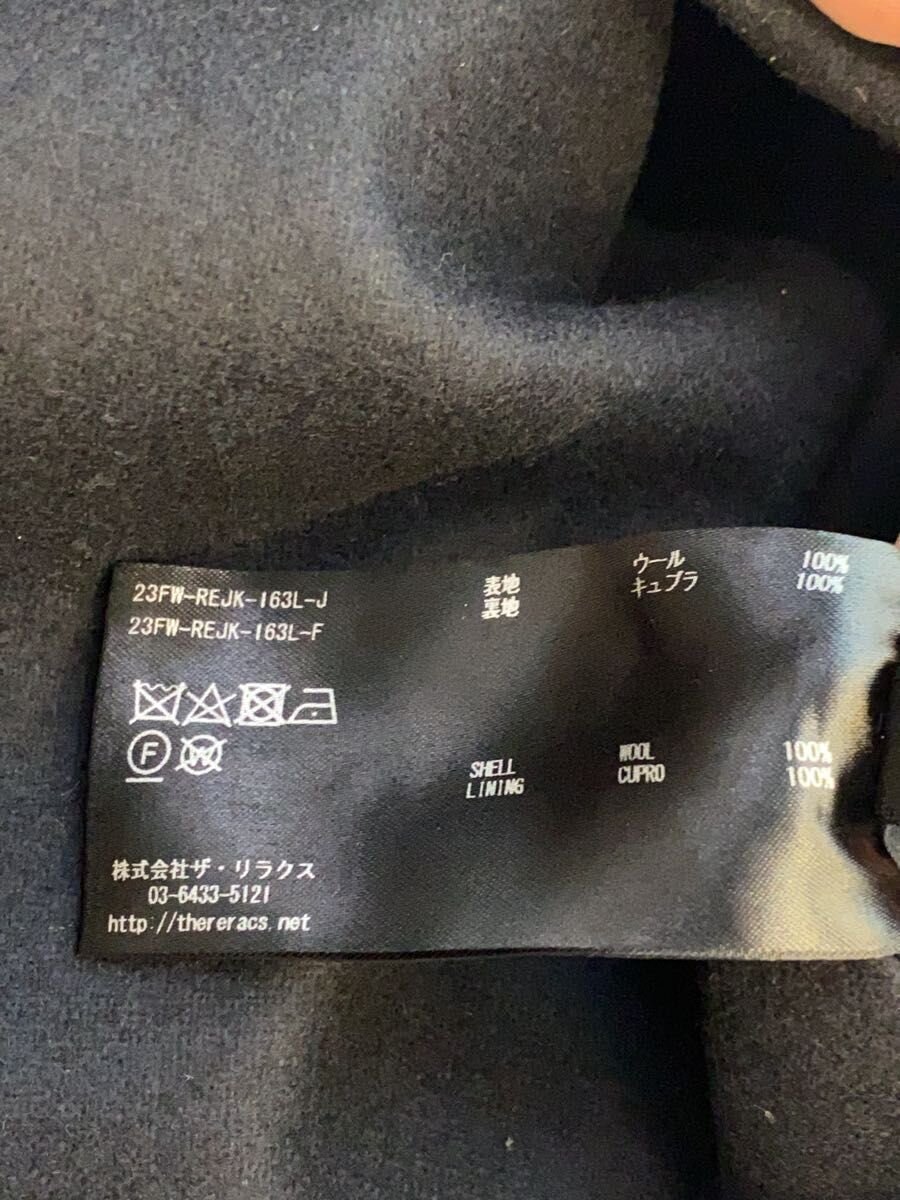 23FW-REJK-163L-J
23FW-REJK-163L-F
表地 ウール 100%
裏地 キュプラ 100%
F
W
SHELL WOOL 100%
LINING CUPRO 100%
株式会社ザ・リラクス
03-6433-5121
http://thereracs.net